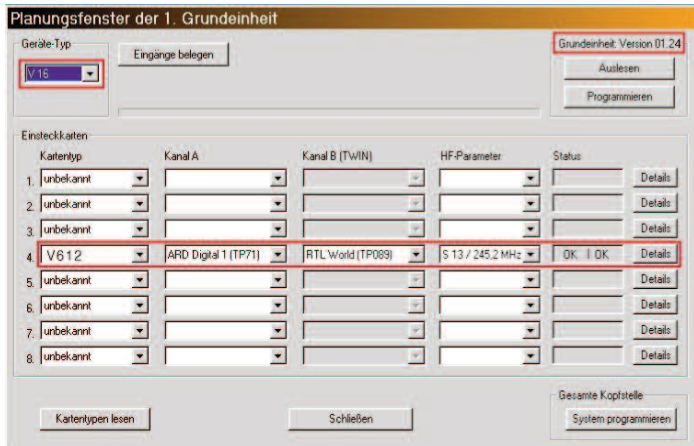 Planungsfenster der 1. Grundeinheit
Geräte-Typ
V 16
Eingänge belegen
Grundeinheit: Version 01.24
Auslesen
Programmieren
Einsteckkarten
Kartentyp Kanal A Kanal B (TWIN) HF-Parameter Status
1. unbekannt Details
2. unbekannt Details
3. unbekannt Details
4. V612 ARD Digital 1 (TP71) RTL World (TP089) S 13 / 245,2 MHz OK | OK Details
5. unbekannt Details
6. unbekannt Details
7. unbekannt Details
8. unbekannt Details
Gesamte Kopfstelle
Kartentypen lesen Schließen System programmieren